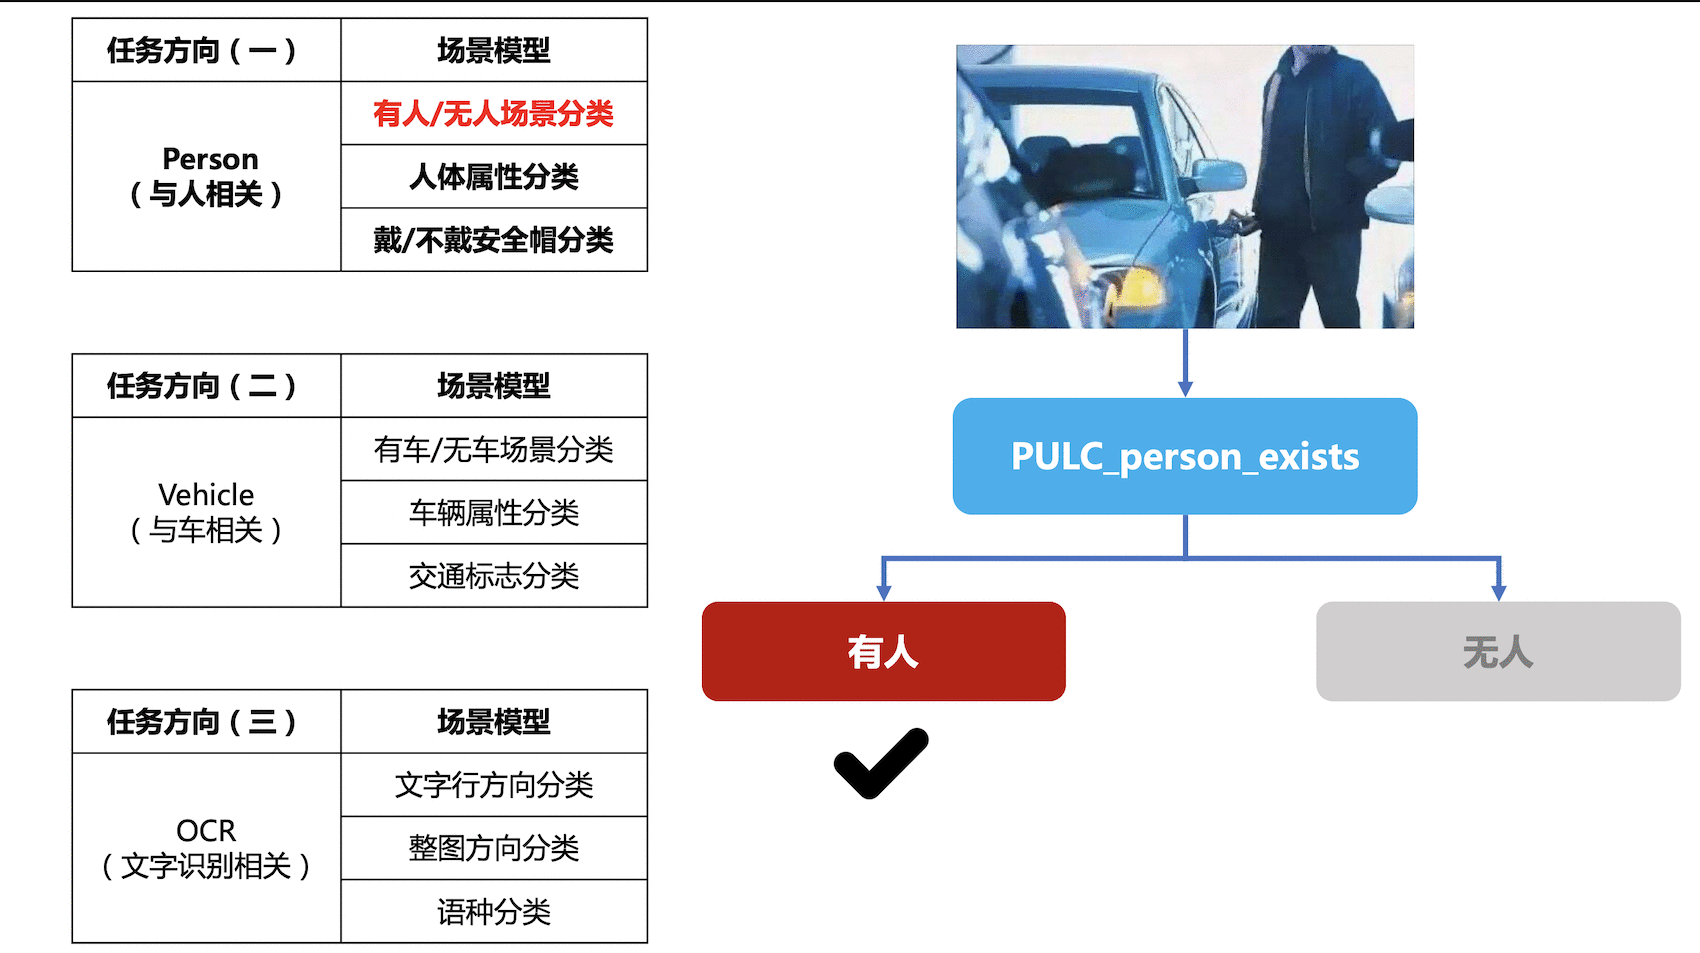 任务方向（一） 场景模型
Person
（与人相关）
有人/无人场景分类
人体属性分类
戴/不戴安全帽分类
任务方向（二） 场景模型
Vehicle
（与车相关）
有车/无车场景分类
车辆属性分类
交通标志分类
任务方向（三） 场景模型
OCR
（文字识别相关）
文字行方向分类
整图方向分类
语种分类
PULC_person_exists
有人
无人